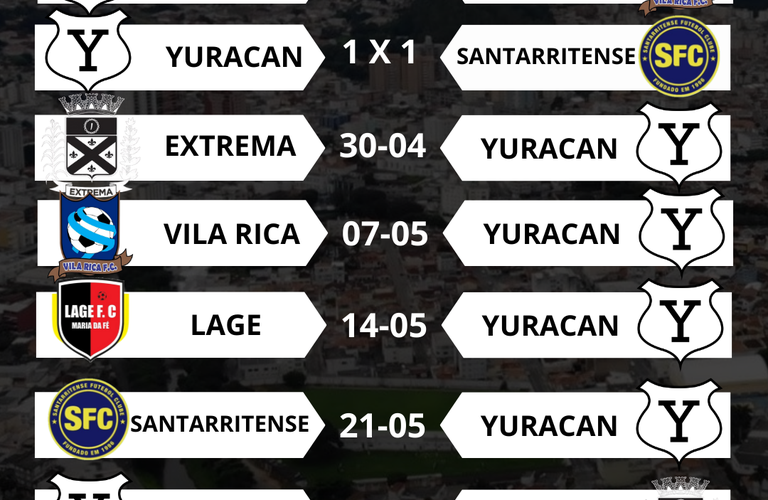 VILA RICA F.C.
Y YURACAN 1 X 1 SANTARRITENSE SANTARRITENSE FUTEBOL CLUBE SFC FUNDADO EM 1996
EXTREMA EXTREMA 30-04 YURACAN Y
VILA RICA F.C. VILA RICA 07-05 YURACAN Y
LAGE F. C
MARIA DA FÉ
LAGE 14-05 YURACAN Y
SANTARRITENSE FUTEBOL CLUBE SFC FUNDADO EM 1996 SANTARRITENSE 21-05 YURACAN Y